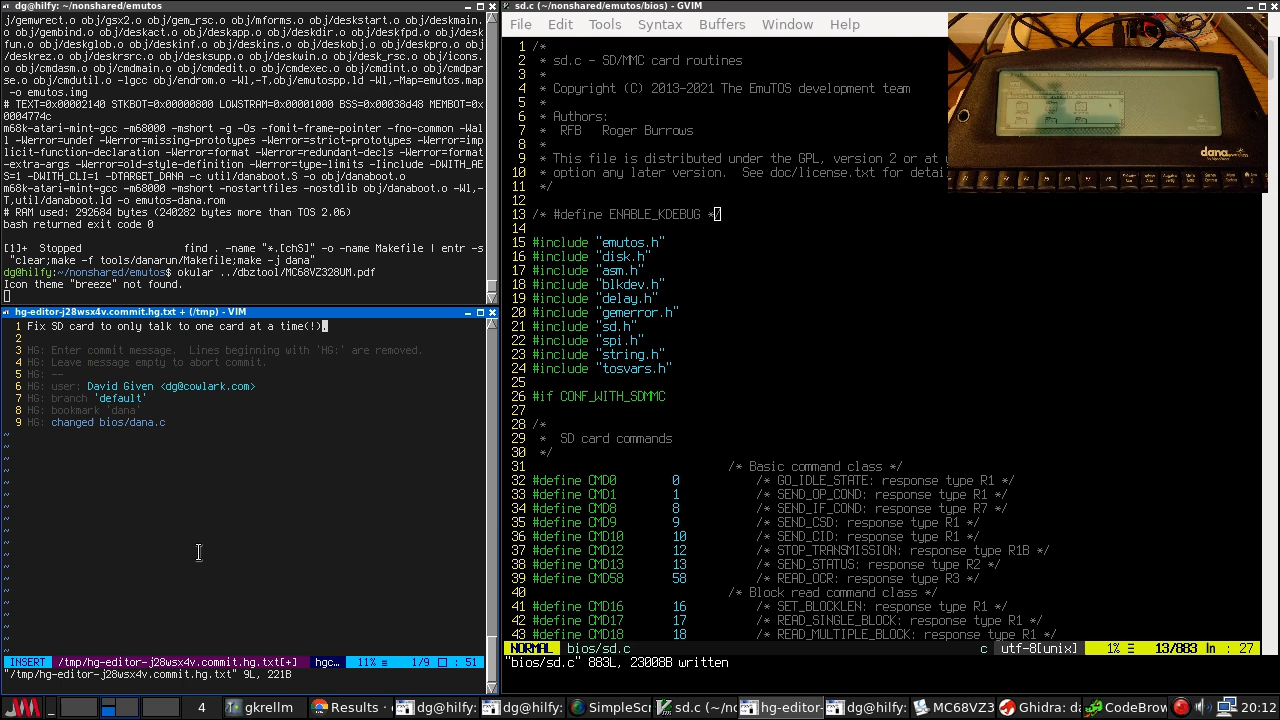 dg@hilfy: ~/nonshared/emutos
j/gemwrect.o obj/gsx2.o obj/gem_rsc.o obj/mforms.o obj/deskstart.o obj/deskmain.
o obj/deskact.o obj/deskapp.o obj/deskdir.o obj/deskfpd.o obj/deskfun.o obj/desk
glob.o obj/deskgraf.o obj/deskinf.o obj/deskins.o obj/deskobj.o obj/deskpro.o ob
j/deskrez.o obj/deskrsrc.o obj/desksupp.o obj/deskwin.o obj/desk_rsc.o obj/icons.
o obj/cmdasm.o obj/cmdmain.o obj/cmdedit.o obj/cmdexec.o obj/cmdint.o obj/cmdpar
se.o obj/cmdutil.o -lgcc obj/endrom.o -Wl,-T,obj/emutospp.ld -Wl,-Map=emutos.map
 -o emutos.img
m68k-atari-mint-gcc -m68000 -mshort -g -Os -fomit-frame-pointer -fno-common -Wal
l -Werror=undef -Werror=missing-prototypes -Werror=strict-prototypes -Werror=imp
licit-function-declaration -Werror=format -Werror=redundant-decls -Werror=format
-extra-args -Werror=old-style-definition -Werror=type-limits -Iinclude -DWITH_AE
S=1 -DWITH_CLI=1 -DTARGET_DANA -c util/danaboot.S -o obj/danaboot.o
m68k-atari-mint-gcc -m68000 -mshort -nostartfiles -nostdlib obj/danaboot.o -Wl,-
T,util/danaboot.ld -o emutos-dana.rom
# RAM used: 292684 bytes (240282 bytes more than TOS 2.06)
bash returned exit code 0
[1]+  Stopped                 find . -name "*.[chS]" -o -name Makefile | entr -s
 "clear;make -f tools/danarun/Makefile;make -j dana"
dg@hilfy:~/nonshared/emutos$ okular ../dbztool/MC68VZ328UM.pdf
Icon theme "breeze" not found.
hg-editor-j28wsx4v.commit.hg.txt + (/tmp) - VIM
1 Fix SD card i/o; only talk to one card at a time(!).
2
3 HG: Enter commit message.  Lines beginning with 'HG:' are removed.
4 HG: Leave message empty to abort commit.
5 HG: --
6 HG: user: David Given <dg@cowlark.com>
7 HG: branch 'default'
8 HG: bookmark 'dana'
9 HG: changed bios/dana.c
INSERT /tmp/hg-editor-j28wsx4v.commit.hg.txt[+] hgc… 11% ≡ 1/9 : 51
"/tmp/hg-editor-j28wsx4v.commit.hg.txt" 9L, 221B
sd.c (~/nonshared/emutos/bios) - GVIM
File Edit Tools Syntax Buffers Window Help
1 /*
2  * sd.c - SD/MMC card routines
3  *
4  * Copyright (C) 2013-2021 The EmuTOS development team
5  *
6  * Authors:
7  *  RFB   Roger Burrows
8  *
9  * This file is distributed under the GPL, version 2 or at
10  * option any later version.  See doc/license.txt for detai
11  */
12
13 /* #define ENABLE_KDEBUG */
14
15 #include "emutos.h"
16 #include "disk.h"
17 #include "asm.h"
18 #include "blkdev.h"
19 #include "delay.h"
20 #include "gemerror.h"
21 #include "sd.h"
22 #include "spi.h"
23 #include "string.h"
24 #include "tosvars.h"
25
26 #if CONF_WITH_SDMMC
27
28 /*
29  *  SD card commands
30  */
31 /* Basic command class */
32 #define CMD0 0 /* GO_IDLE_STATE: response type R1 */
33 #define CMD1 1 /* SEND_OP_COND: response type R1 */
34 #define CMD8 8 /* SEND_IF_COND: response type R7 */
35 #define CMD9 9 /* SEND_CSD: response type R1 */
36 #define CMD10 10 /* SEND_CID: response type R1 */
37 #define CMD12 12 /* STOP_TRANSMISSION: response type R1B */
38 #define CMD13 13 /* SEND_STATUS: response type R2 */
39 #define CMD58 58 /* READ_OCR: response type R3 */
40 /* Block read command class */
41 #define CMD16 16 /* SET_BLOCKLEN: response type R1 */
42 #define CMD17 17 /* READ_SINGLE_BLOCK: response type R1 */
43 #define CMD18 18 /* READ_MULTIPLE_BLOCK: response type R1 */
NORMAL bios/sd.c c utf-8[unix] 1% ≡ 13/883 ln : 27
"bios/sd.c" 883L, 23008B written
dana wireless
4 gkrellm Results - dg@hilfy: dg@hilfy: SimpleSc sd.c (~/n hg-editor- dg@hilfy: MC68VZ3 Ghidra: da CodeBrow 20:12